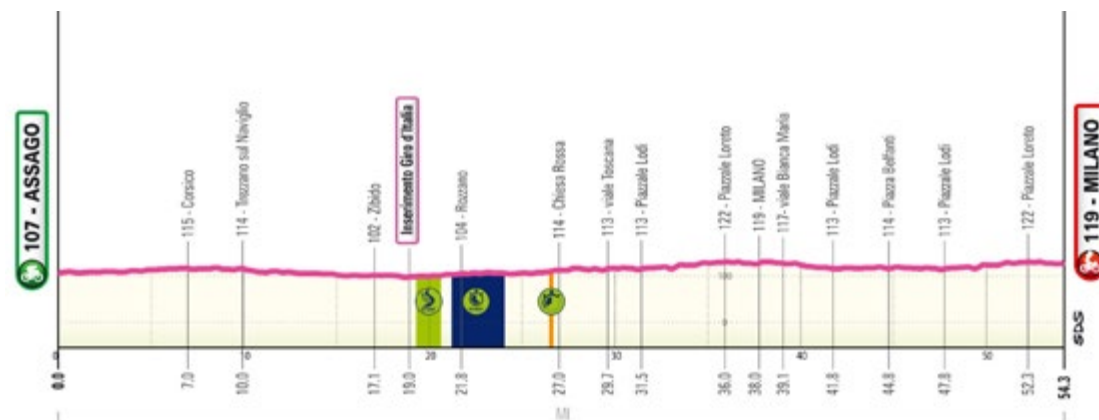 107 - ASSAGO
115 - Corsico
114 - Trezzano sul Naviglio
102 - Zibido
Inserimento Giro d'Italia
104 - Rozzano
114 - Chiesa Rossa
113 - viale Toscana
113 - Piazzale Lodi
122 - Piazzale Loreto
119 - MILANO
117- viale Bianca Maria
113 - Piazzale Lodi
114 - Piazza Belfanti
113 - Piazzale Lodi
122 - Piazzale Loreto
119 - MILANO
100
0
SDS
0 10 20 30 40 50
0.0 7.0 10.0 17.1 19.0 21.8 27.0 29.7 31.5 36.0 38.0 39.1 41.8 44.8 47.8 52.3 54.3